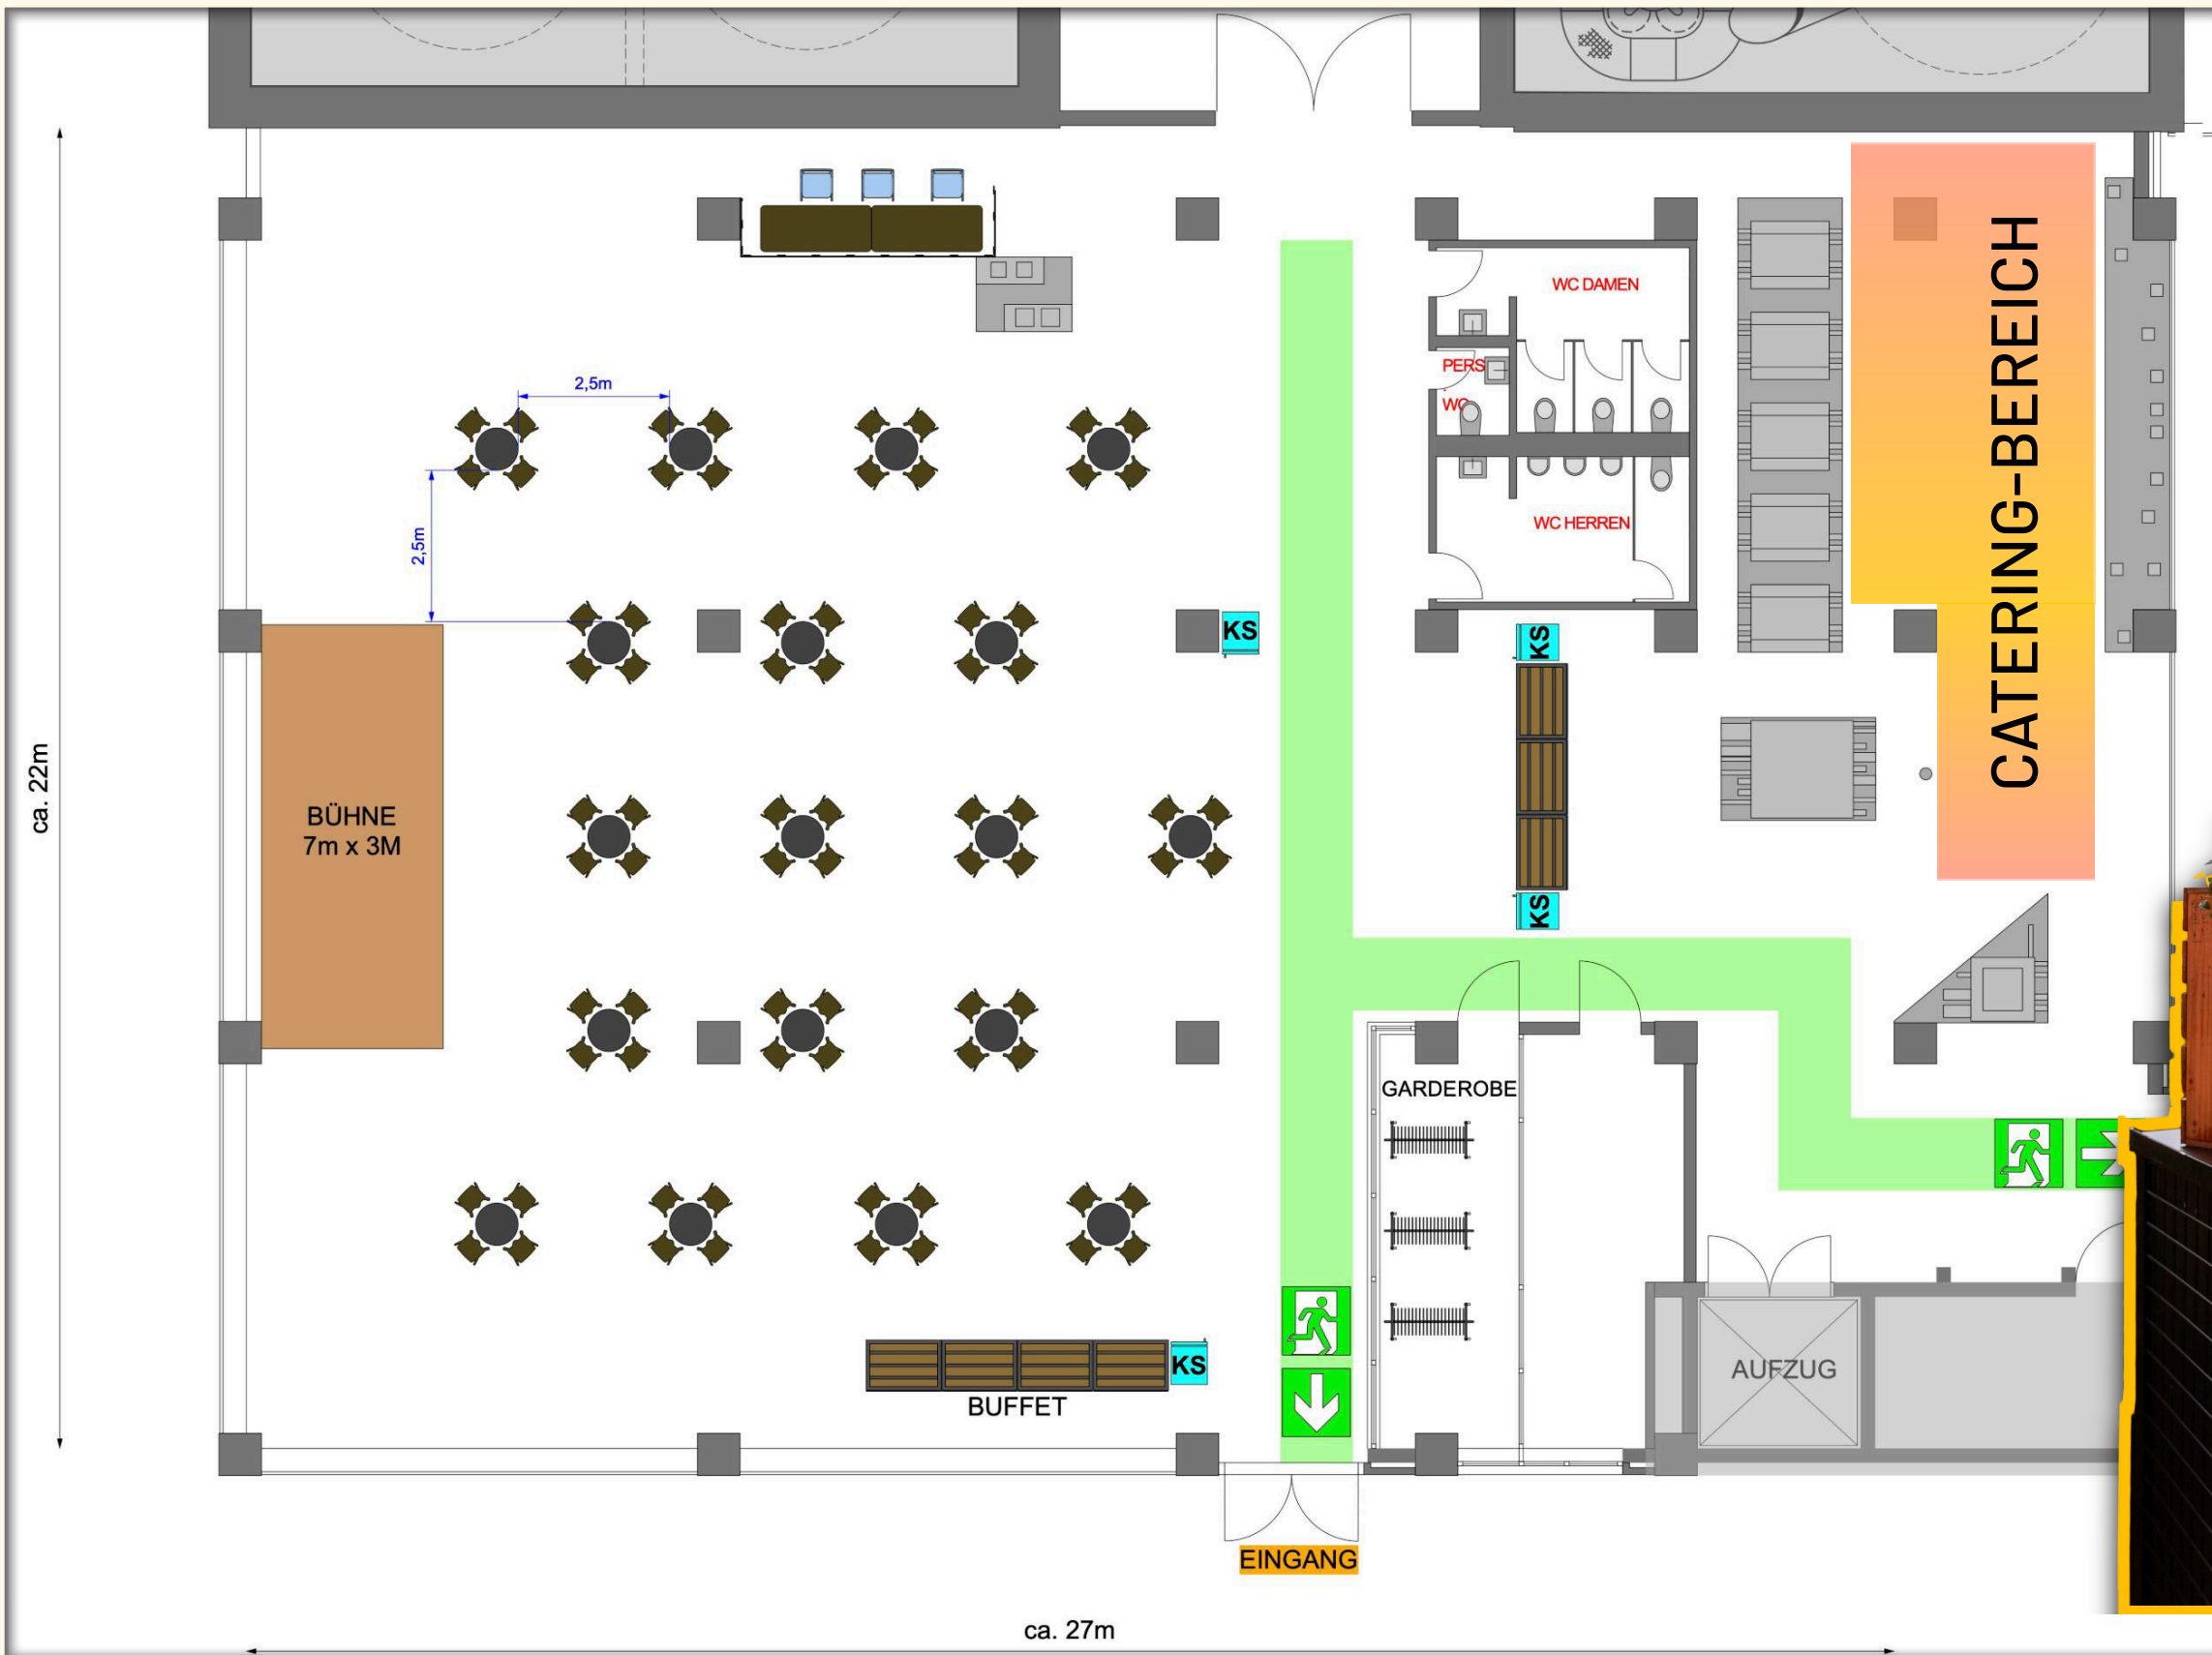 WC DAMEN
PERS
.
WC
2,5m
2,5m
WC HERREN
KS
KS
CATERING-BEREICH
ca. 22m
BÜHNE
7m x 3M
KS
GARDEROBE
KS
BUFFET
AUFZUG
EINGANG
ca. 27m